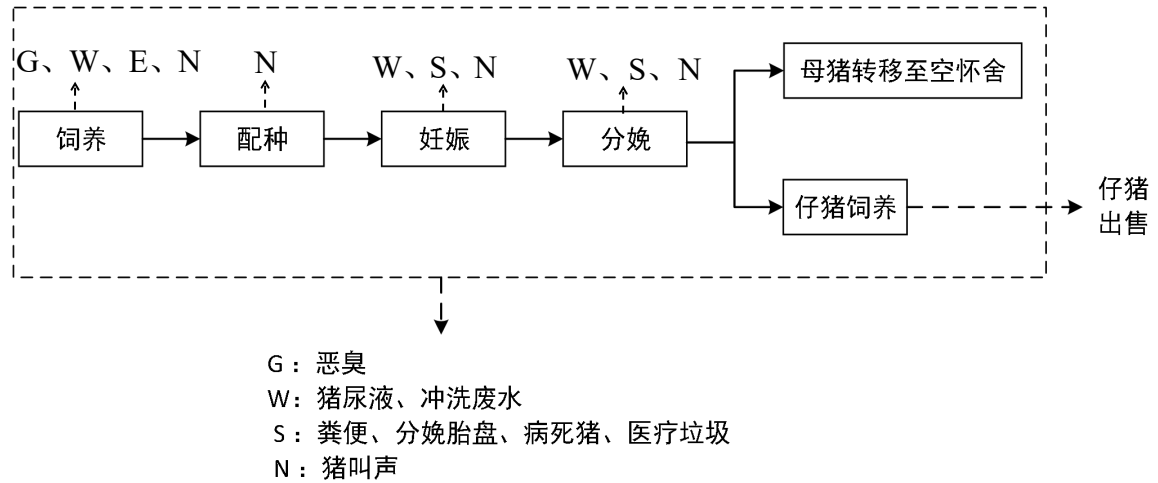 G、W、E、N
N
W、S、N
W、S、N
饲养
配种
妊娠
分娩
母猪转移至空怀舍
仔猪饲养
仔猪
出售
G：恶臭
W：猪尿液、冲洗废水
S：粪便、分娩胎盘、病死猪、医疗垃圾
N：猪叫声